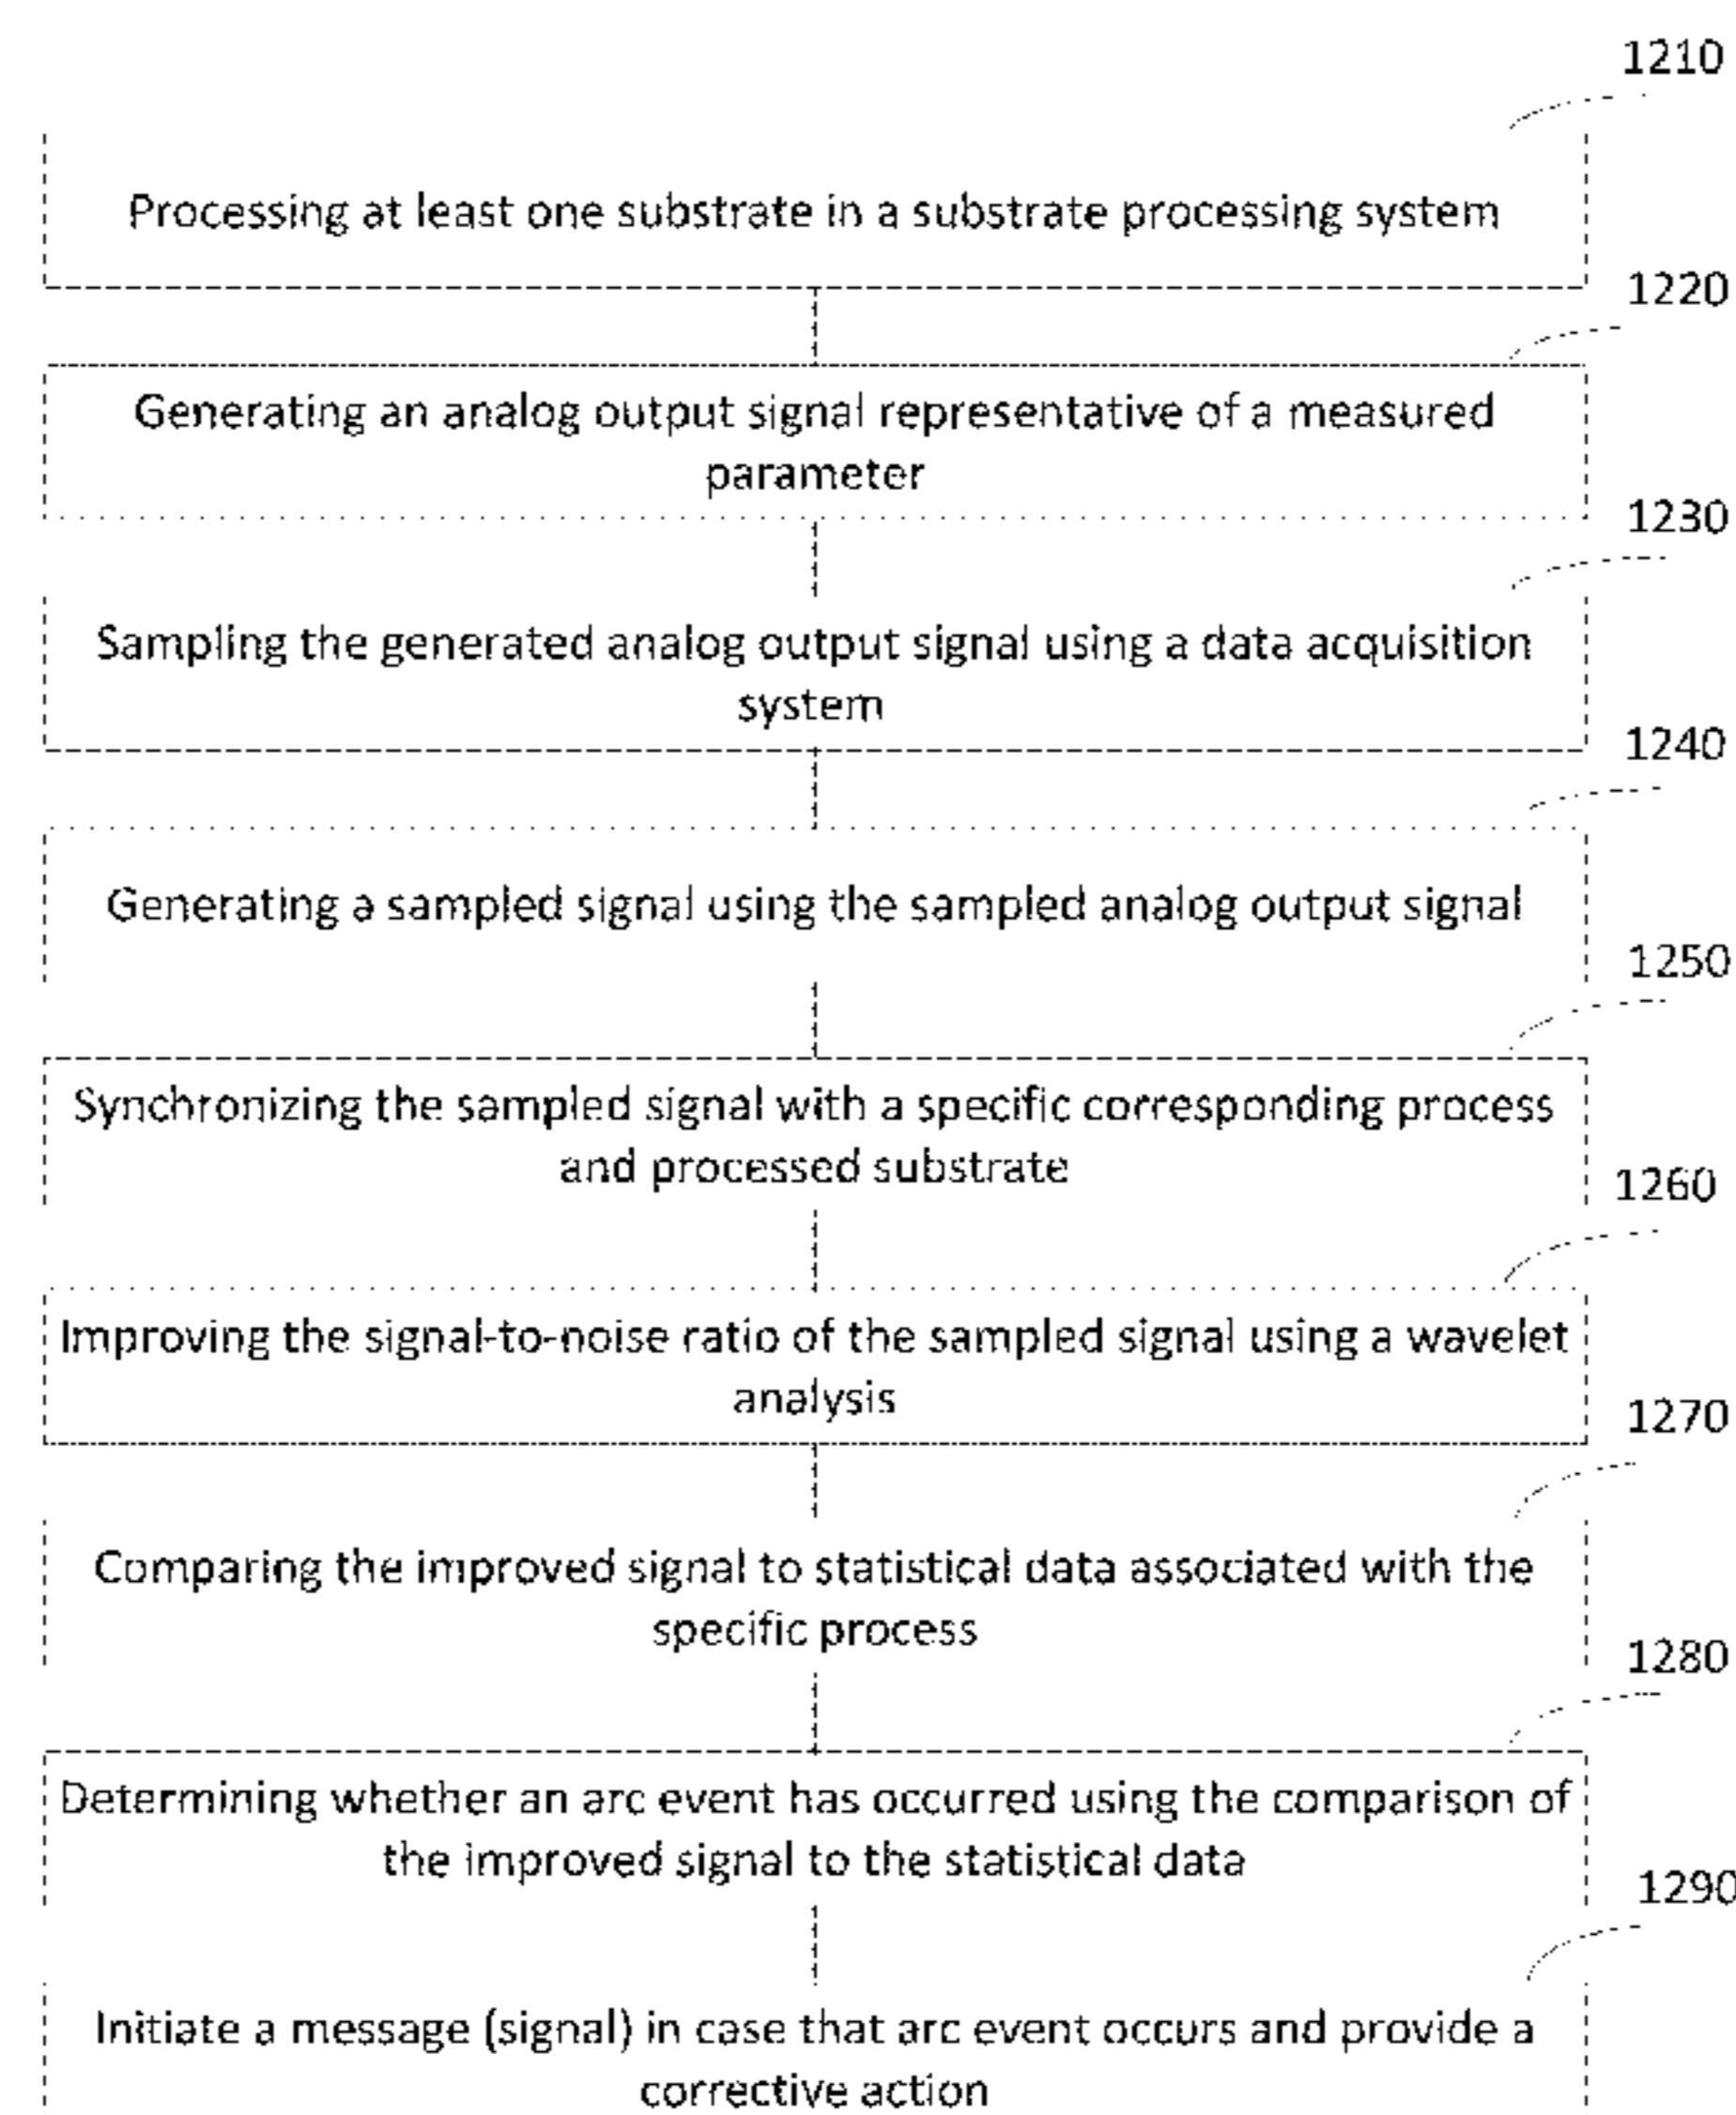 1210
Processing at least one substrate in a substrate processing system
1220
Generating an analog output signal representative of a measured
parameter
1230
Sampling the generated analog output signal using a data acquisition
system
1240
Generating a sampled signal using the sampled analog output signal
1250
Synchronizing the sampled signal with a specific corresponding process
and processed substrate
1260
Improving the signal-to-noise ratio of the sampled signal using a wavelet
analysis
1270
Comparing the improved signal to statistical data associated with the
specific process
1280
Determining whether an arc event has occurred using the comparison of
the improved signal to the statistical data
1290
Initiate a message (signal) in case that arc event occurs and provide a
corrective action